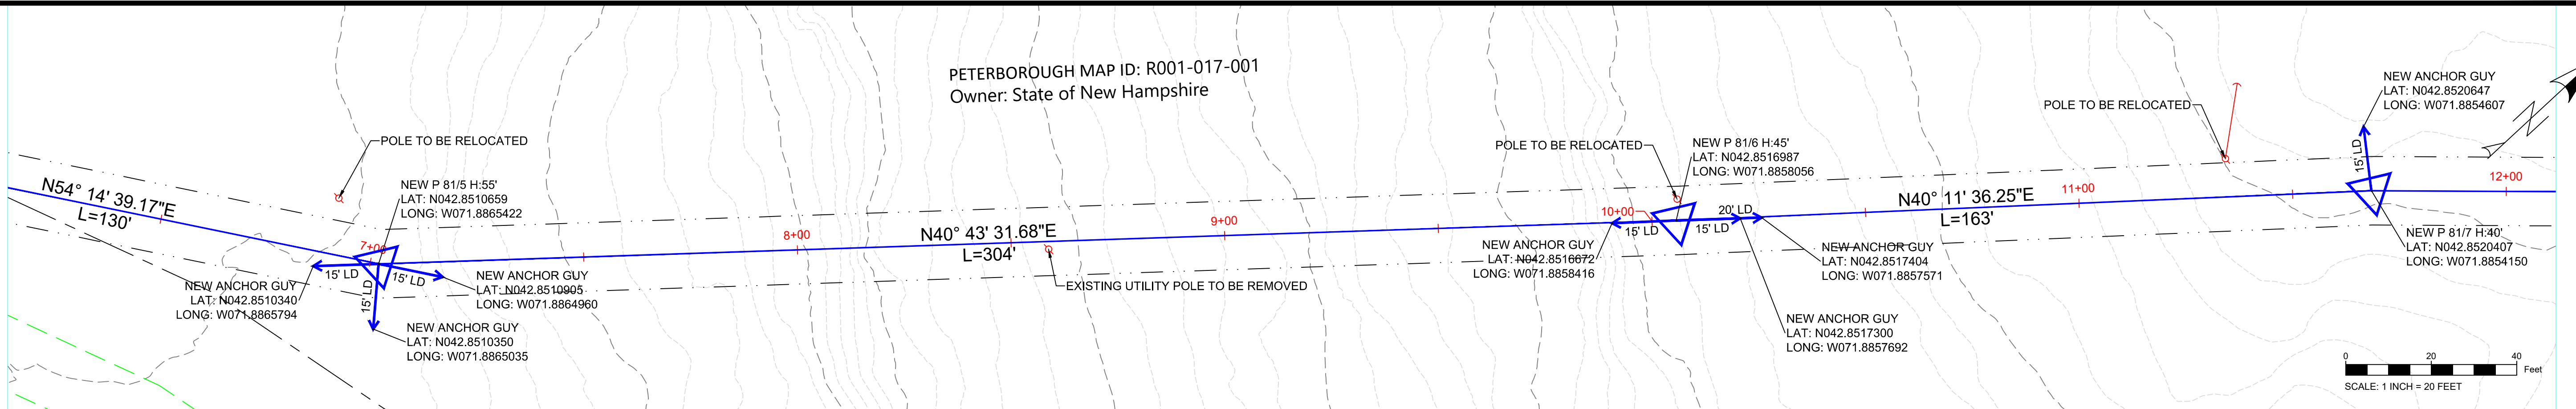 PETERBOROUGH MAP ID: R001-017-001
Owner: State of New Hampshire
N54° 14' 39.17"E
L=130'
POLE TO BE RELOCATED
NEW P 81/5 H:55'
LAT: N042.8510659
LONG: W071.8865422
7+00
15' LD
15' LD
15' LD
NEW ANCHOR GUY
LAT: N042.8510340
LONG: W071.8865794
NEW ANCHOR GUY
LAT: N042.8510905
LONG: W071.8864960
NEW ANCHOR GUY
LAT: N042.8510350
LONG: W071.8865035
8+00
N40° 43' 31.68"E
L=304'
EXISTING UTILITY POLE TO BE REMOVED
9+00
POLE TO BE RELOCATED
NEW P 81/6 H:45'
LAT: N042.8516987
LONG: W071.8858056
10+00
15' LD
20' LD
15' LD
NEW ANCHOR GUY
LAT: N042.8516672
LONG: W071.8858416
NEW ANCHOR GUY
LAT: N042.8517404
LONG: W071.8857571
NEW ANCHOR GUY
LAT: N042.8517300
LONG: W071.8857692
N40° 11' 36.25"E
L=163'
11+00
POLE TO BE RELOCATED
NEW ANCHOR GUY
LAT: N042.8520647
LONG: W071.8854607
15' LD
12+00
NEW P 81/7 H:40'
LAT: N042.8520407
LONG: W071.8854150
N
0 20 40
Feet
SCALE: 1 INCH = 20 FEET